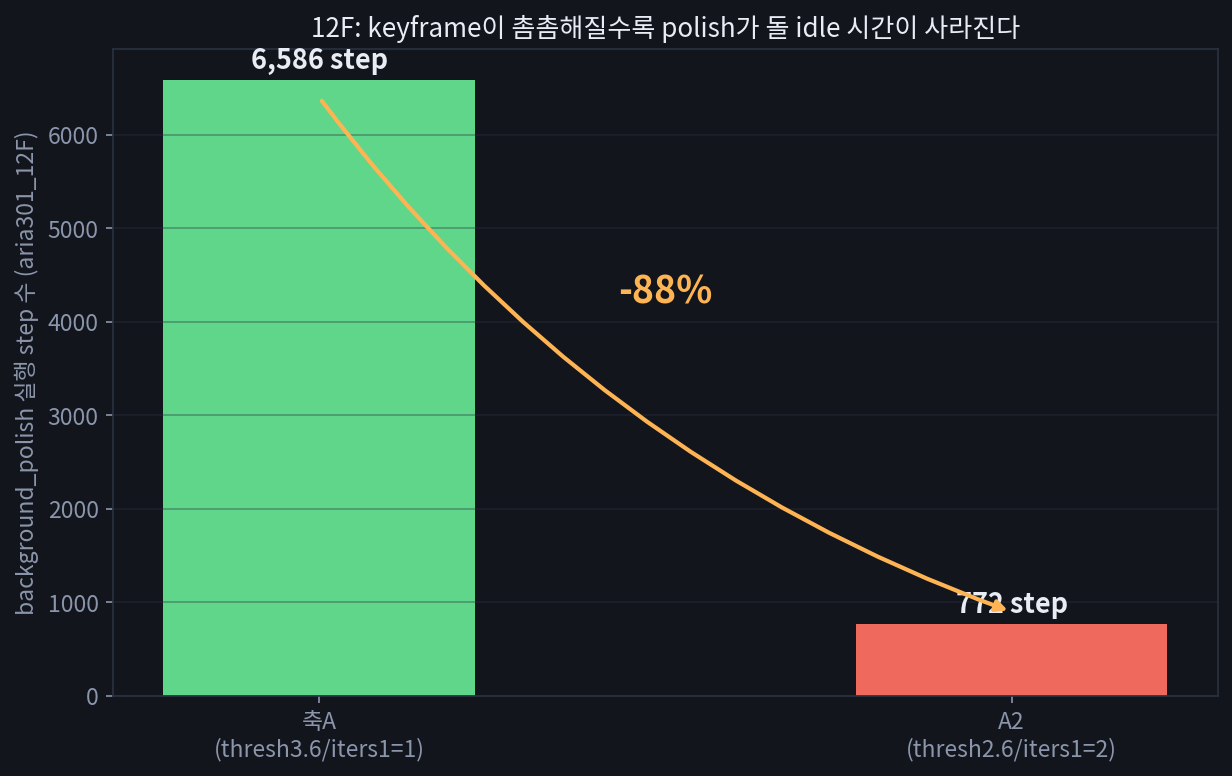 12F: keyframe이 촘촘해질수록 polish가 돌 idle 시간이 사라진다
6,586 step
6000
5000
4000
3000
2000
1000
0
background_polish 실행 step 수 (aria301_12F)
-88%
772 step
축A
(thresh3.6/iters1=1)
A2
(thresh2.6/iters1=2)